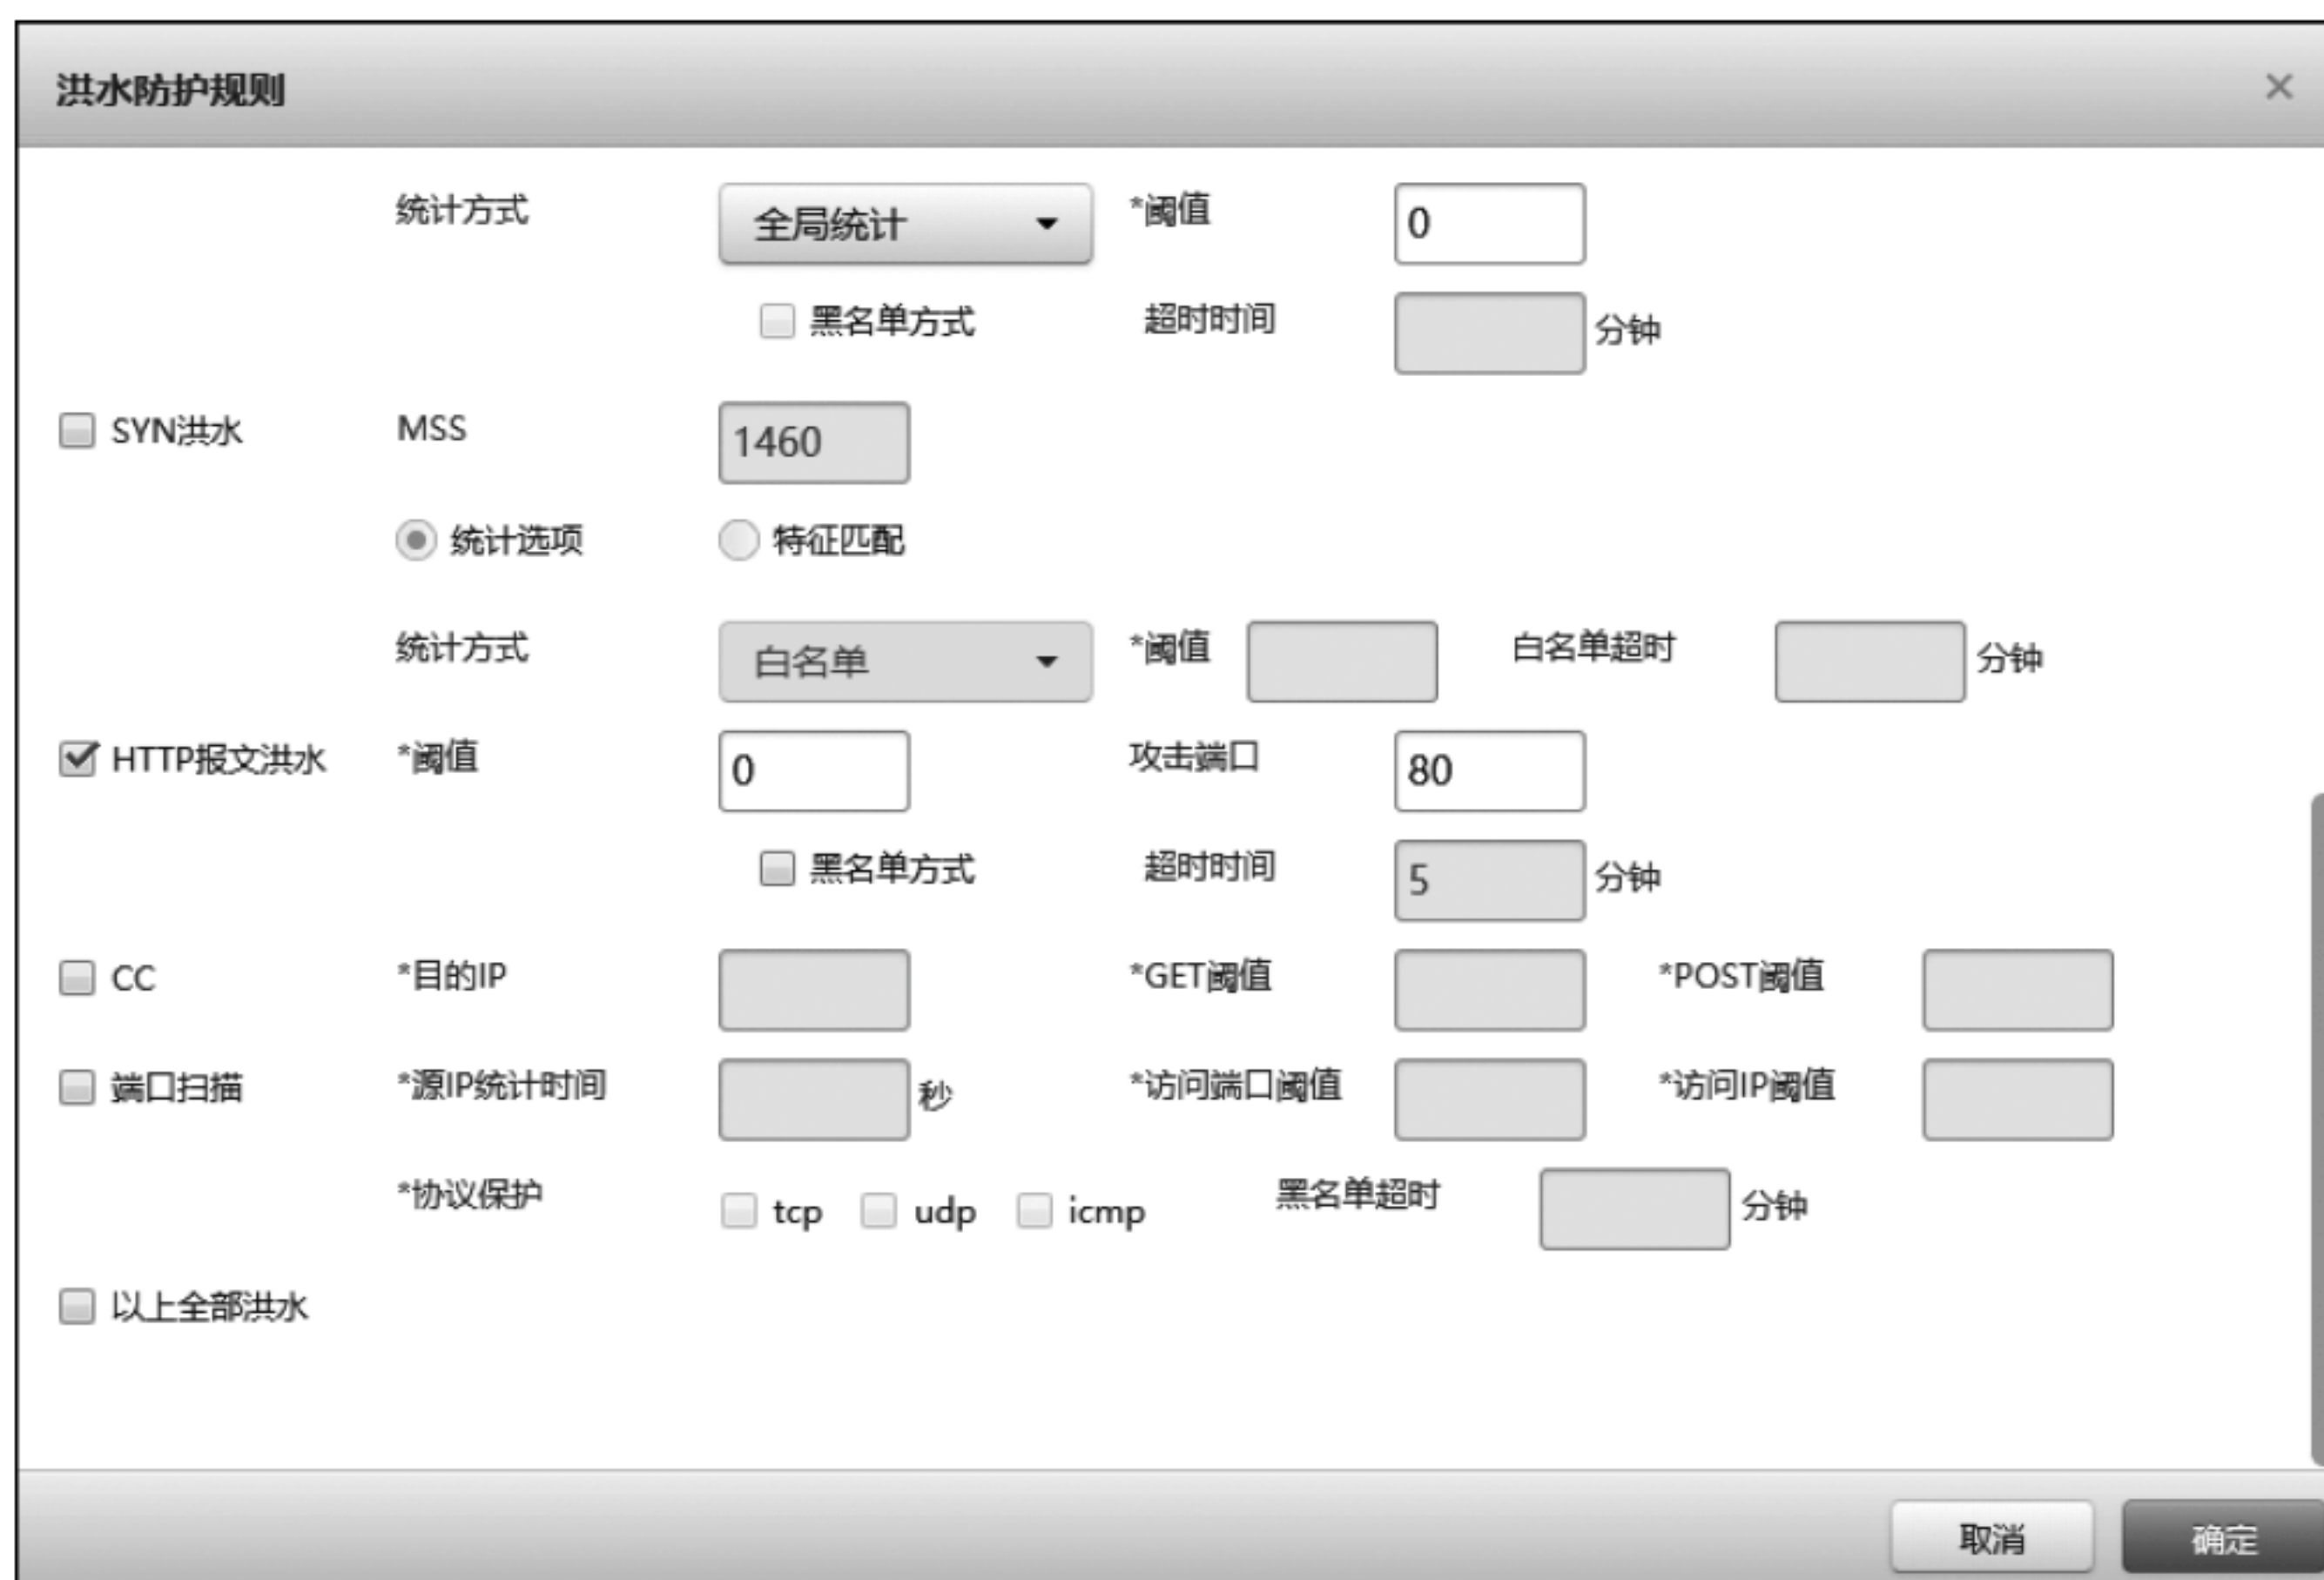 洪水防护规则 ×
统计方式 全局统计 *阈值 0
黑名单方式 超时时间 分钟
SYN洪水 MSS 1460
统计选项 特征匹配
统计方式 白名单 *阈值 白名单超时 分钟
HTTP报文洪水 *阈值 0 攻击端口 80
黑名单方式 超时时间 5 分钟
CC *目的IP *GET阈值 *POST阈值
端口扫描 *源IP统计时间 秒 *访问端口阈值 *访问IP阈值
*协议保护 tcp udp icmp 黑名单超时 分钟
以上全部洪水
取消 确定